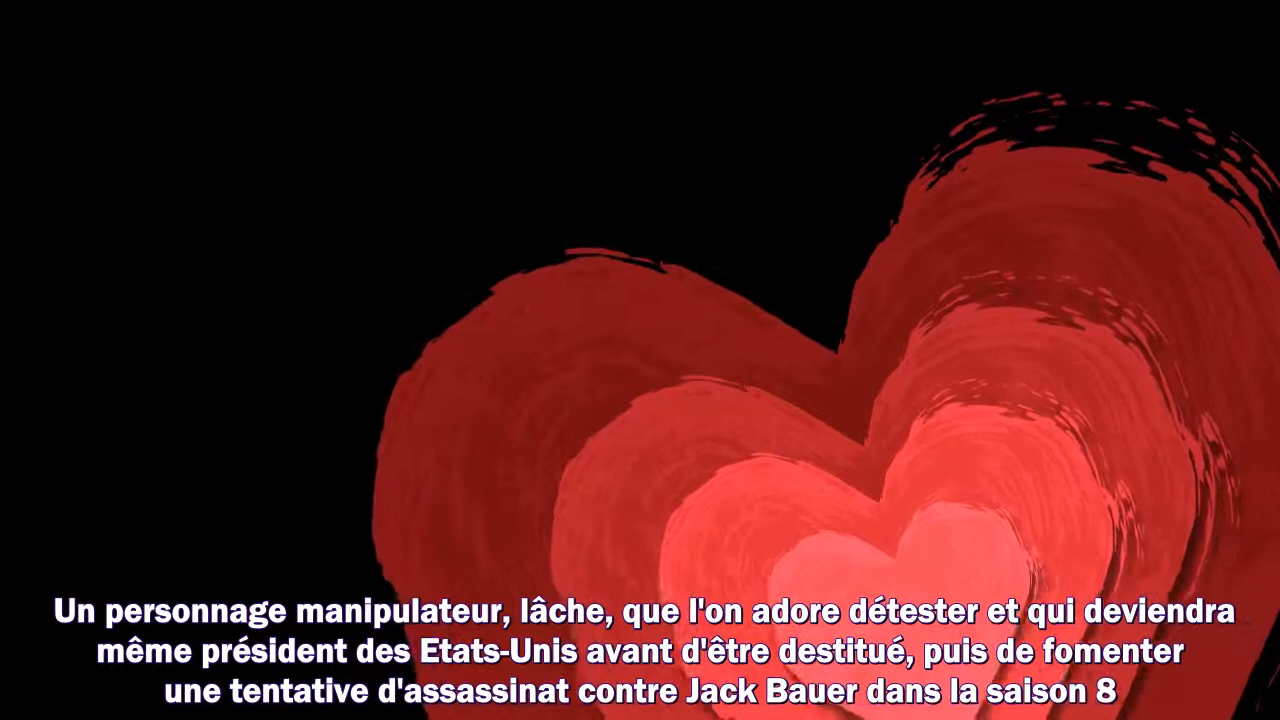 Un personnage manipulateur, lâche, que l'on adore détester et qui deviendra
même président des Etats-Unis avant d'être destitué, puis de fomenter
une tentative d'assassinat contre Jack Bauer dans la saison 8